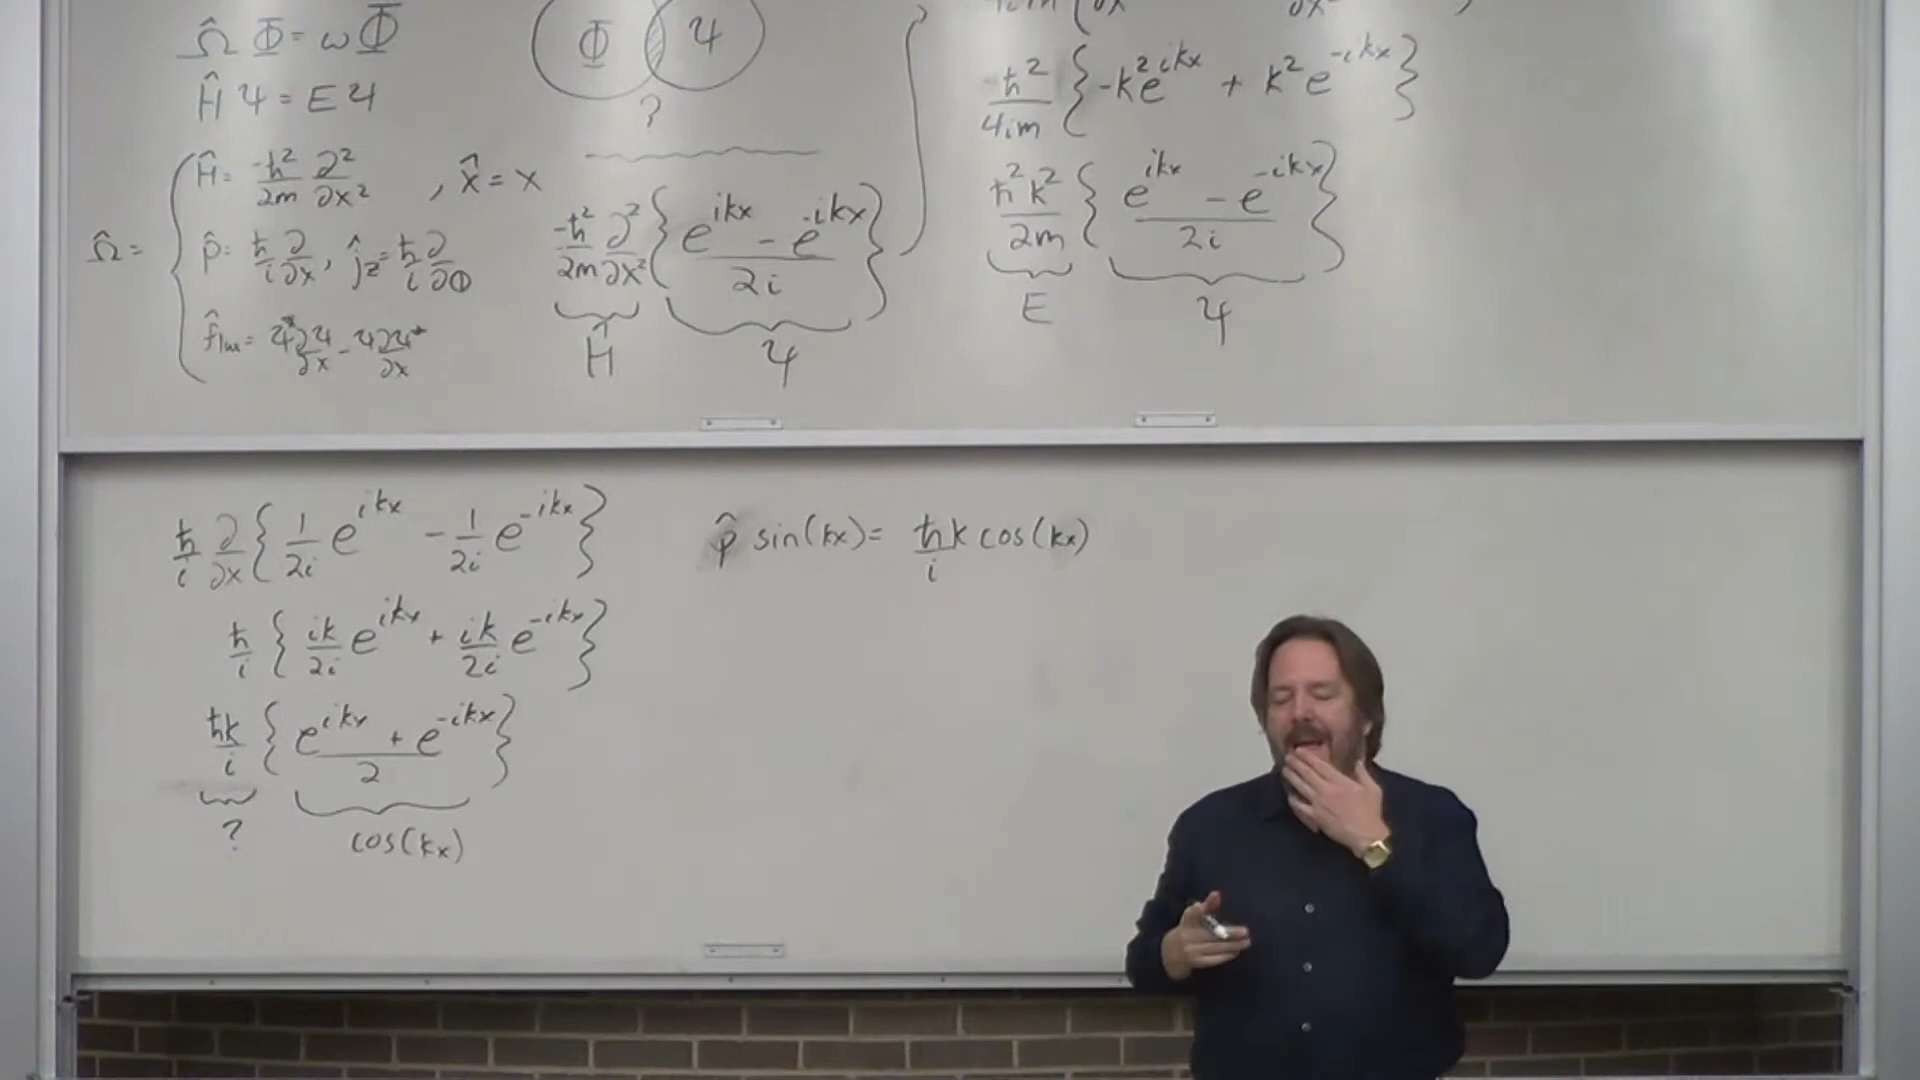 Ω̂ Φ = ω Φ
Ĥ Ψ = E Ψ
Φ Ψ
?
Ω̂ =
Ĥ = -ħ²/2m ∂²/∂x² , x̂ = x
p̂ = ħ/i ∂/∂x, ĵz = ħ/i ∂/∂Φ
f̂lux = Ψ*∂Ψ/∂x - Ψ∂Ψ*/∂x
-ħ²/2m ∂²/∂x² { (e^{ikx} - e^{-ikx})/2i }
Ĥ Ψ
-ħ²/4im { -k²e^{ikx} + k²e^{-ikx} }
ħ²k²/2m { (e^{ikx} - e^{-ikx})/2i }
E Ψ
ħ/i ∂/∂x { 1/2i e^{ikx} - 1/2i e^{-ikx} }
ħ/i { ik/2i e^{ikx} + ik/2i e^{-ikx} }
ħk/i { (e^{ikx} + e^{-ikx})/2 }
? cos(kx)
p̂ sin(kx) = ħk/i cos(kx)